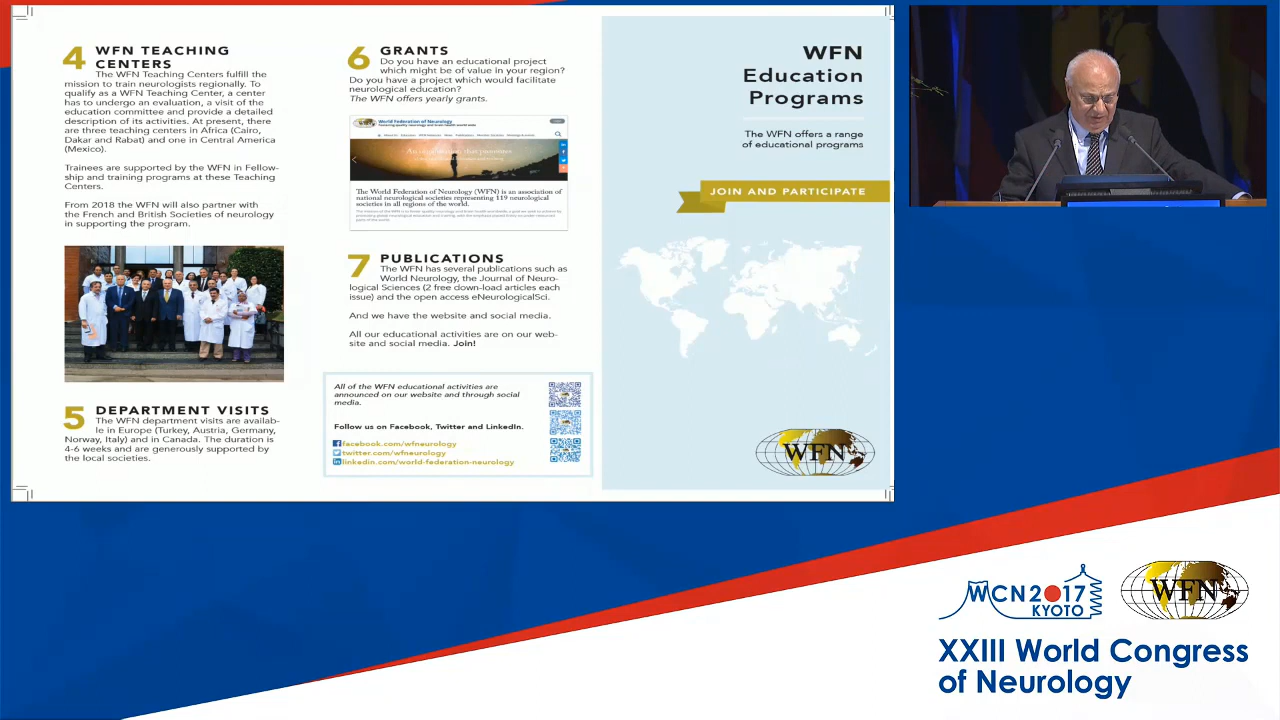 4 WFN TEACHING
CENTERS
The WFN Teaching Centers fulfill the
mission to train neurologists regionally. To
qualify as a WFN Teaching Center, a center
has to undergo an evaluation, a visit of the
education committee and provide a detailed
description of its activities. At present, there
are three teaching centers in Africa (Cairo,
Dakar and Rabat) and one in Central America
(Mexico).
Trainees are supported by the WFN in Fellow-
ship and training programs at these Teaching
Centers.
From 2018 the WFN will also partner with
the French and British Societies of neurology
in supporting the program.
5 DEPARTMENT VISITS
The WFN department visits are availab-
le in Europe (Turkey, Austria, Germany,
Norway, Italy) and in Canada. The duration is
4-6 weeks and are generously supported by
the local societies.
6 GRANTS
Do you have an educational project
which might be of value in your region?
Do you have a project which would facilitate
neurological education?
The WFN offers yearly grants.
World Federation of Neurology
The World Federation of Neurology (WFN) is an association of
national neurological societies representing 119 neurological
societies in all regions of the world.
7 PUBLICATIONS
The WFN has several publications such as
World Neurology, the Journal of Neuro-
logical Sciences (2 free down-load articles each
issue) and the open access eNeurologicalSci.
And we have the website and social media.
All our educational activities are on our web-
site and social media. Join!
All of the WFN educational activities are
announced on our website and through social
media.
Follow us on Facebook, Twitter and LinkedIn.
facebook.com/wfneurology
twitter.com/wfneurology
linkedin.com/world-federation-neurology
WFN
Education
Programs
The WFN offers a range
of educational programs
JOIN AND PARTICIPATE
WFN
WCN 2017
KYOTO
WFN
XXIII World Congress
of Neurology